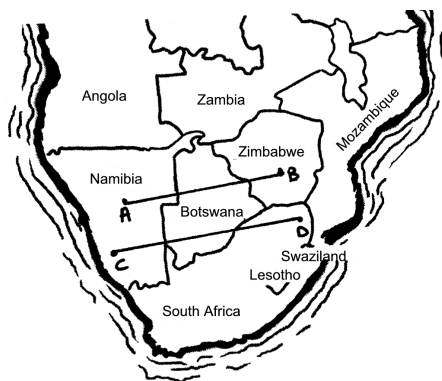 Angola
Zambia
Mozambique
Zimbabwe
B
Namibia
A
Botswana
D
C
Swaziland
Lesotho
South Africa